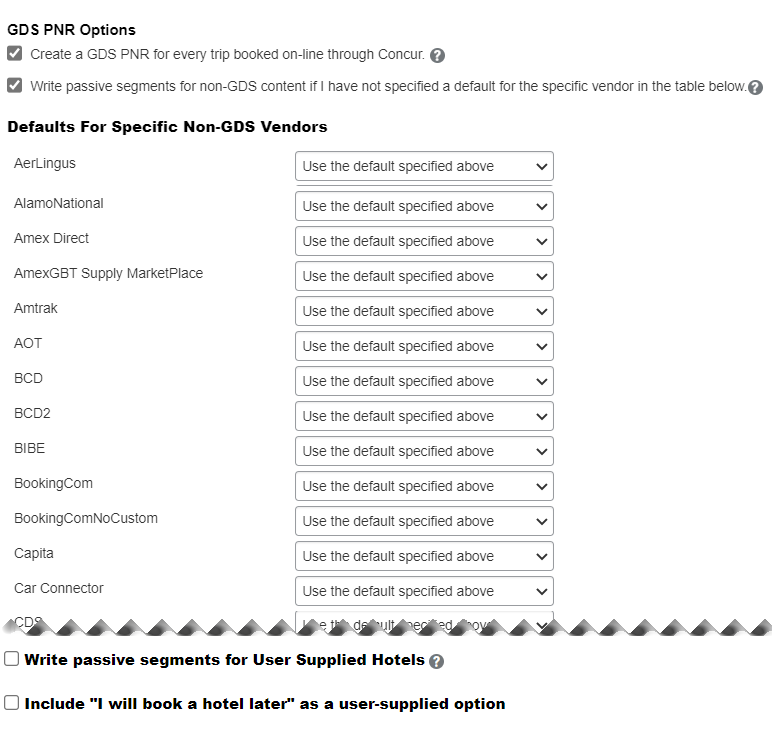 GDS PNR Options
Create a GDS PNR for every trip booked on-line through Concur. ?
Write passive segments for non-GDS content if I have not specified a default for the specific vendor in the table below. ?
Defaults For Specific Non-GDS Vendors
AerLingus Use the default specified above
AlamoNational Use the default specified above
Amex Direct Use the default specified above
AmexGBT Supply MarketPlace Use the default specified above
Amtrak Use the default specified above
AOT Use the default specified above
BCD Use the default specified above
BCD2 Use the default specified above
BIBE Use the default specified above
BookingCom Use the default specified above
BookingComNoCustom Use the default specified above
Capita Use the default specified above
Car Connector Use the default specified above
CDS
Write passive segments for User Supplied Hotels ?
Include "I will book a hotel later" as a user-supplied option